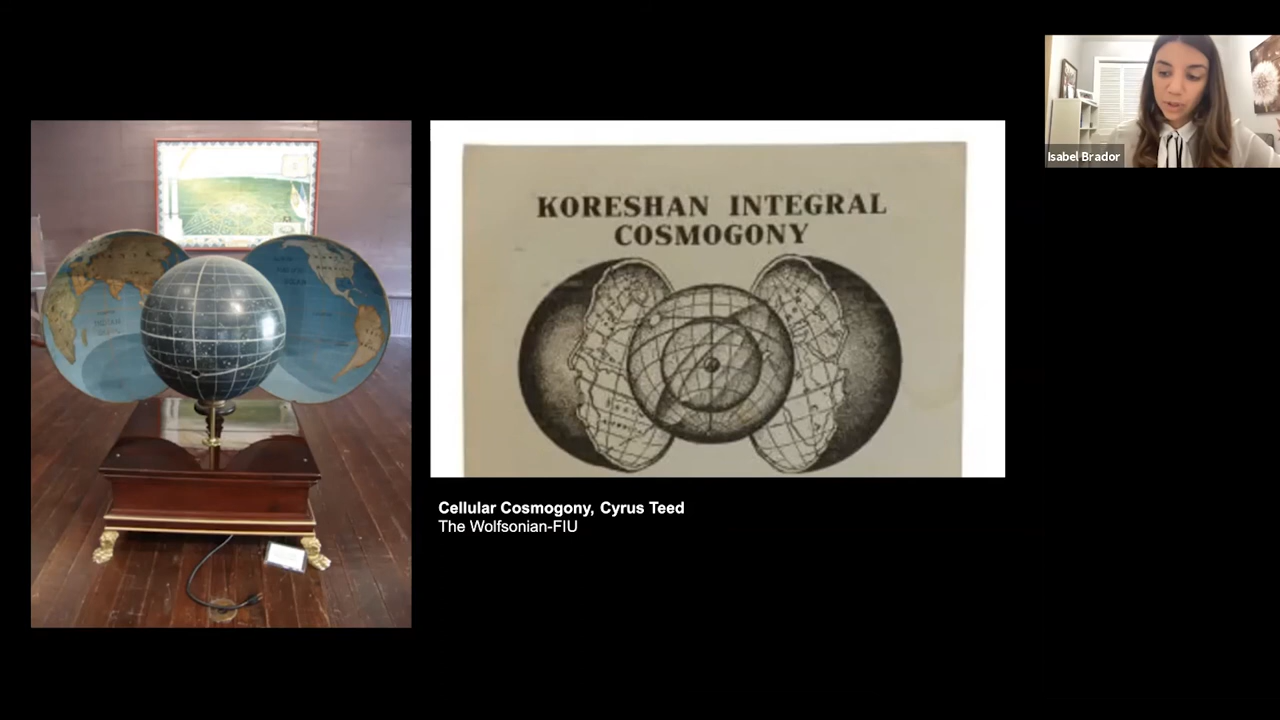 KORESHAN INTEGRAL
COSMOGONY
Cellular Cosmogony, Cyrus Teed
The Wolfsonian-FIU
Isabel Brador